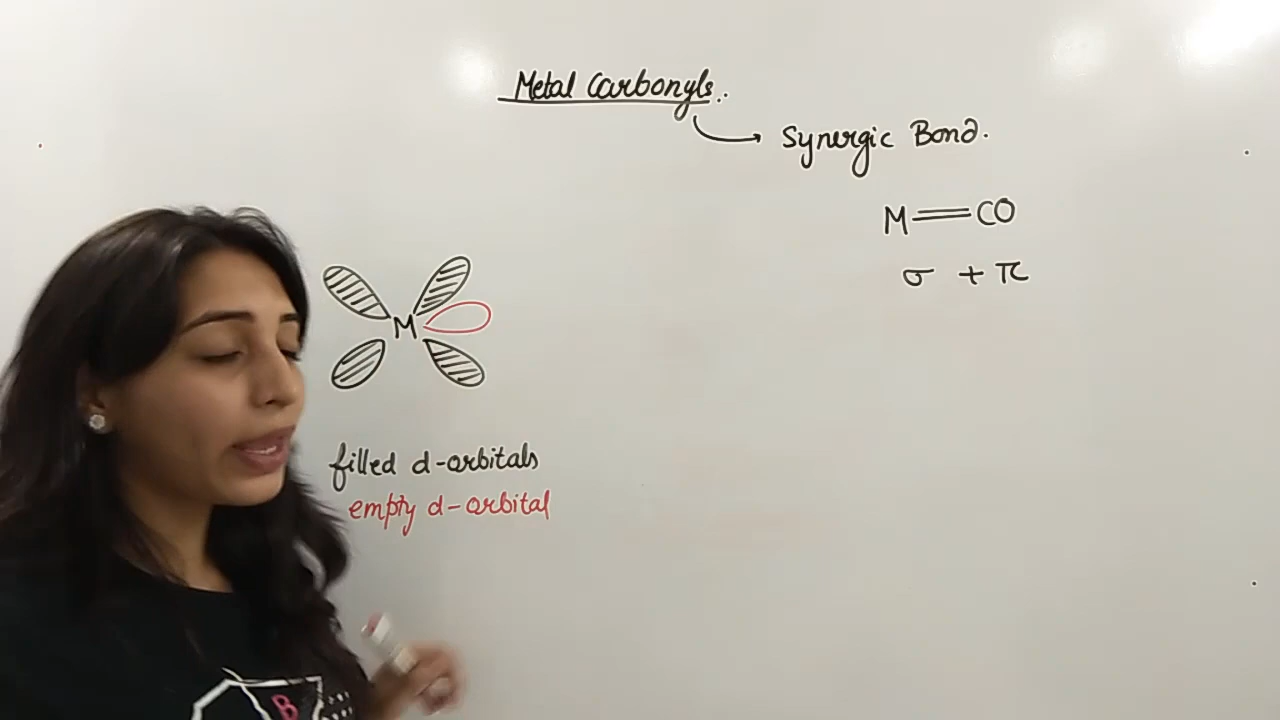 Metal Carbonyls.
Synergic Bond.
M=CO
σ + π
M
filled d-orbitals
empty d-orbital
B